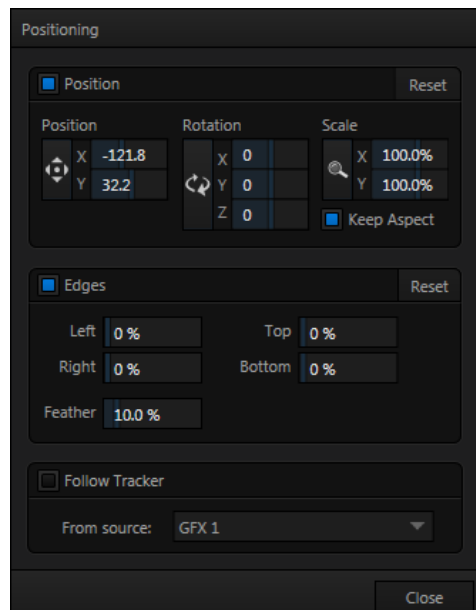 Positioning
Position Reset
Position Rotation Scale
X -121.8 X 0 X 100.0%
Y 32.2 Y 0 Y 100.0%
Z 0 Keep Aspect
Edges Reset
Left 0 % Top 0 %
Right 0 % Bottom 0 %
Feather 10.0 %
Follow Tracker
From source: GFX 1
Close